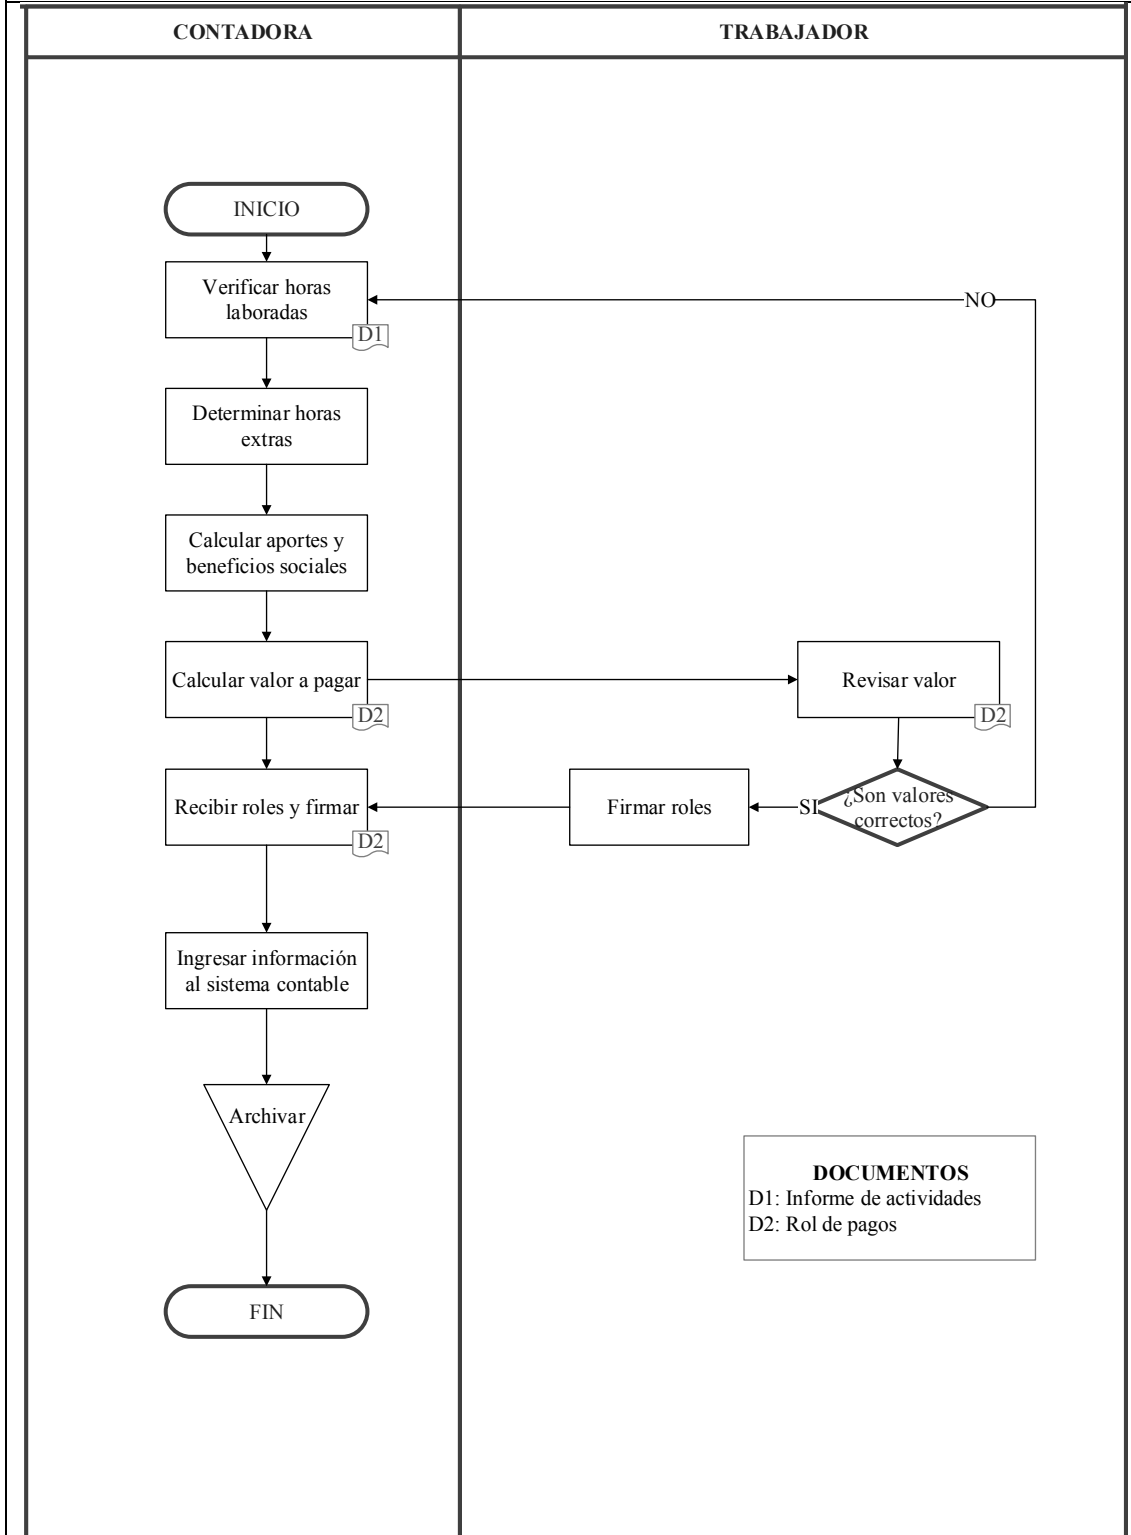 CONTADORA
TRABAJADOR
INICIO
Verificar horas
laboradas
D1
NO
Determinar horas
extras
Calcular aportes y
beneficios sociales
Calcular valor a pagar
D2
Revisar valor
D2
¿Son valores
correctos?
SI
Firmar roles
Recibir roles y firmar
D2
Ingresar información
al sistema contable
Archivar
DOCUMENTOS
D1: Informe de actividades
D2: Rol de pagos
FIN